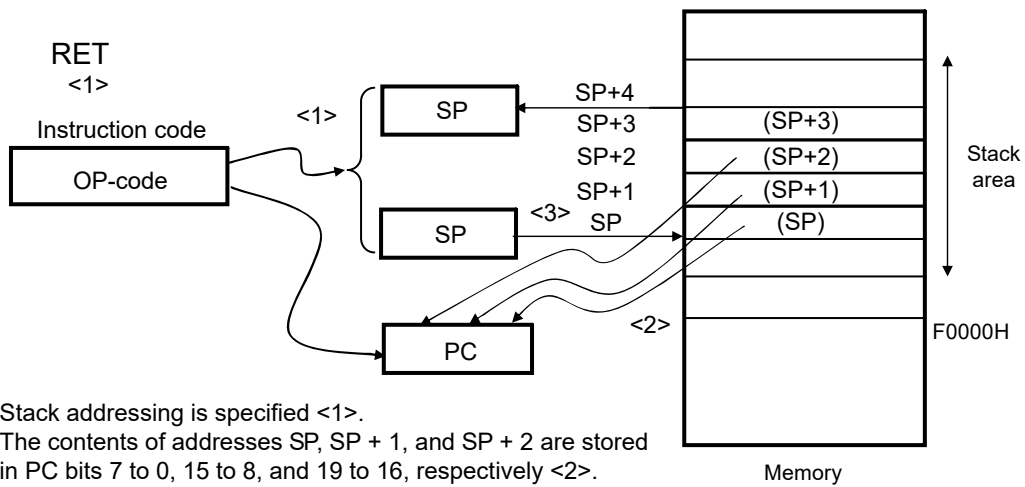 RET
<1>
Instruction code
OP-code
<1>
SP
SP
<3>
SP+4
SP+3
SP+2
SP+1
SP
(SP+3)
(SP+2)
(SP+1)
(SP)
Stack
area
<2>
PC
F0000H
Memory
Stack addressing is specified <1>.
The contents of addresses SP, SP + 1, and SP + 2 are stored
in PC bits 7 to 0, 15 to 8, and 19 to 16, respectively <2>.